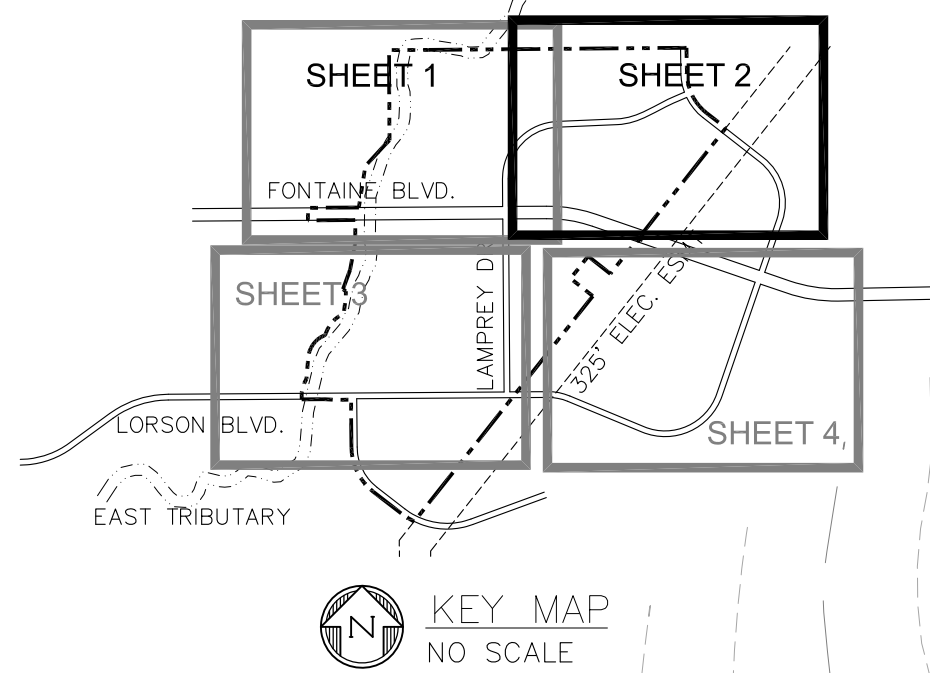 SHEET 1
SHEET 2
FONTAINE BLVD.
SHEET 3
LAMPREY D
325' ELEC. ES
LORSON BLVD.
SHEET 4,
EAST TRIBUTARY
N
KEY MAP
NO SCALE